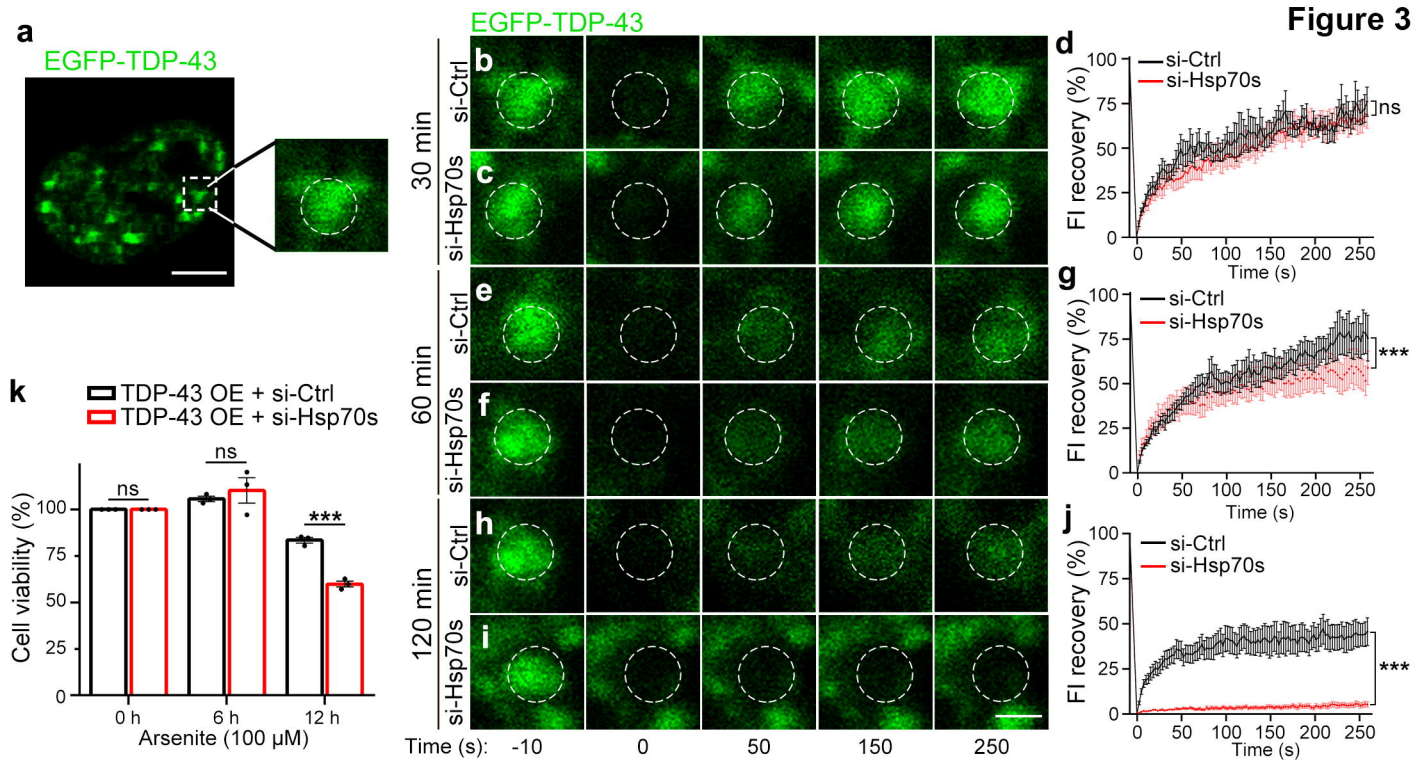 Figure 3
a
EGFP-TDP-43
EGFP-TDP-43
30 min
b
si-Ctrl
c
si-Hsp70s
60 min
e
si-Ctrl
f
si-Hsp70s
120 min
h
si-Ctrl
i
si-Hsp70s
Time (s): -10 0 50 150 250
d
si-Ctrl
si-Hsp70s
FI recovery (%)
100
75
50
25
0
ns
0 50 100 150 200 250
Time (s)
g
si-Ctrl
si-Hsp70s
FI recovery (%)
100
75
50
25
0
***
0 50 100 150 200 250
Time (s)
j
si-Ctrl
si-Hsp70s
FI recovery (%)
100
75
50
25
0
***
0 50 100 150 200 250
Time (s)
k
TDP-43 OE + si-Ctrl
TDP-43 OE + si-Hsp70s
Cell viability (%)
100
75
50
25
0
ns
ns
***
0 h 6 h 12 h
Arsenite (100 µM)